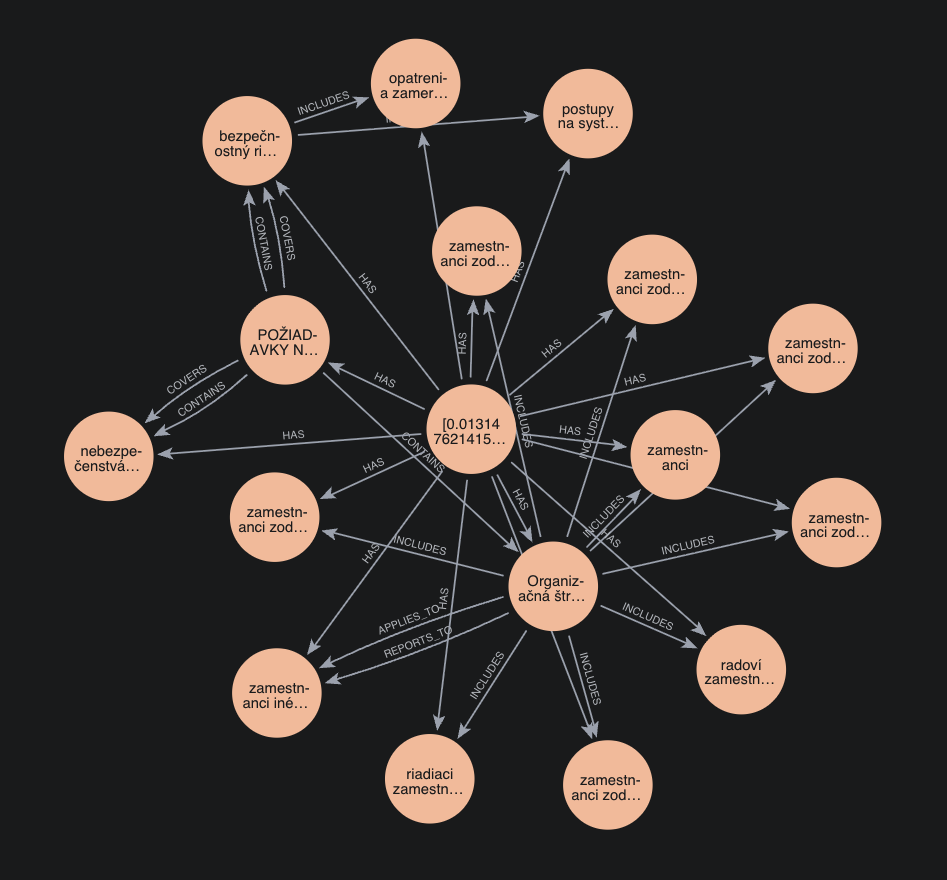 opatreni-
a zamer...
INCLUDES
postupy
na syst...
bezpečn-
ostný ri...
CONTAINS
COVERS
zamestn-
anci zod...
HAS
HAS
zamestn-
anci zod...
POŽIAD-
AVKY N...
HAS
HAS
zamestn-
anci zod...
COVERS
CONTAINS
HAS
HAS
INCLUDES
[0.01314
7621415...
HAS
INCLUDES
zamestn-
anci
nebezpe-
čenstvá...
HAS
CONTAINS
HAS
zamestn-
anci zod...
HAS
INCLUDES
HAS
zamestn-
anci zod...
INCLUDES
HAS
INCLUDES
Organiz-
ačná štr...
HAS
APPLIES_TO
REPORTS_TO
INCLUDES
zamestn-
anci iné...
INCLUDES
INCLUDES
radoví
zamestn...
riadiaci
zamestn...
zamestn-
anci zod...